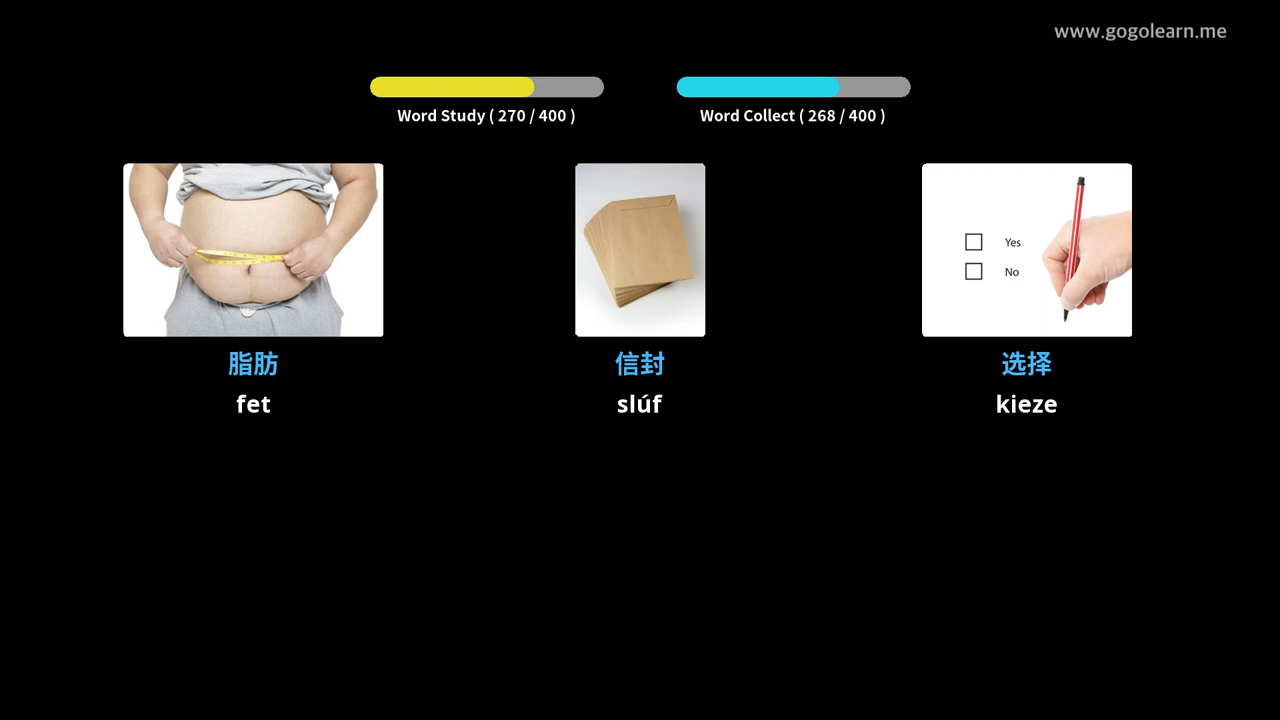 www.gogolearn.me
Word Study ( 270 / 400 )
Word Collect ( 268 / 400 )
Yes
No
脂肪
信封
选择
fet
slúf
kieze